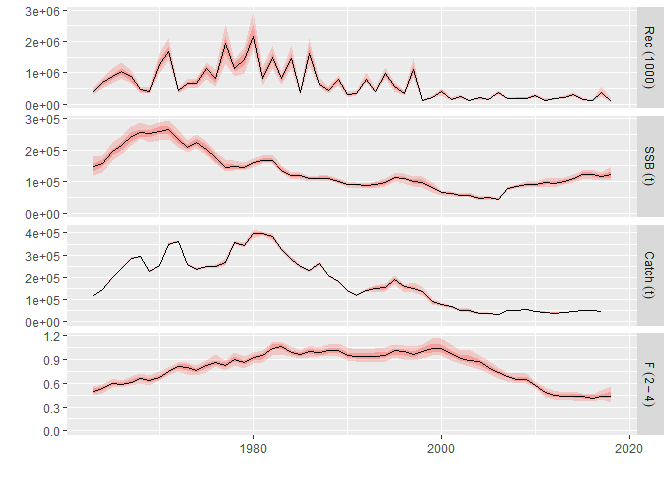 3e+06
2e+06
1e+06
0e+00
Rec (1000)
3e+05
2e+05
1e+05
0e+00
SSB (t)
4e+05
3e+05
2e+05
1e+05
0e+00
Catch (t)
1.2
0.9
0.6
0.3
0.0
F (2 − 4)
1980
2000
2020